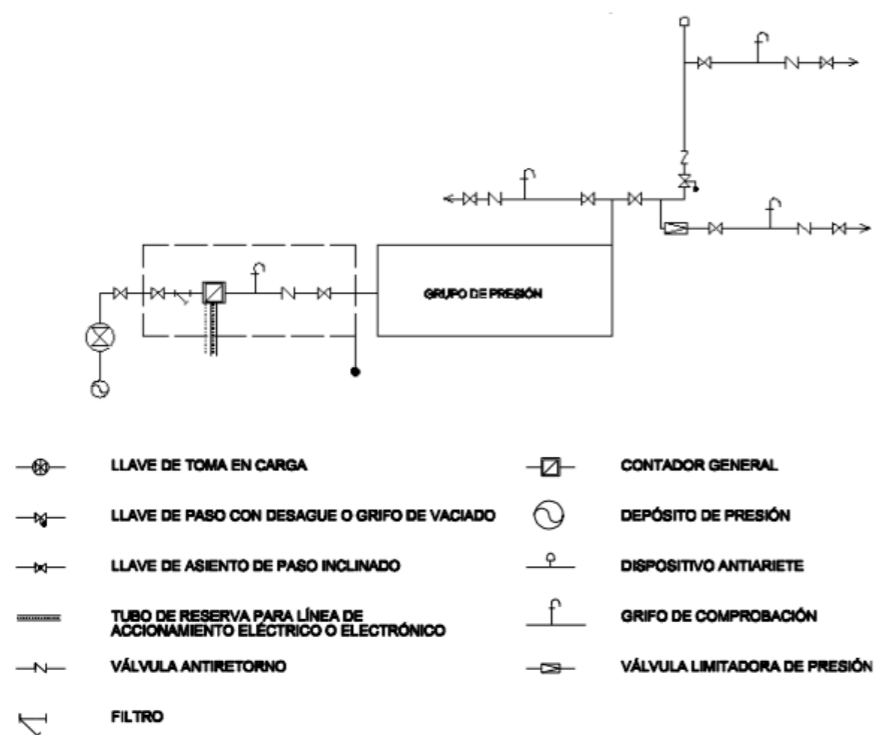 GRUPO DE PRESIÓN
LLAVE DE TOMA EN CARGA
LLAVE DE PASO CON DESAGUE O GRIFO DE VACIADO
LLAVE DE ASIENTO DE PASO INCLINADO
TUBO DE RESERVA PARA LÍNEA DE
ACCIONAMIENTO ELÉCTRICO O ELECTRÓNICO
VÁLVULA ANTIRETORNO
FILTRO
CONTADOR GENERAL
DEPÓSITO DE PRESIÓN
DISPOSITIVO ANTIARIETE
GRIFO DE COMPROBACIÓN
VÁLVULA LIMITADORA DE PRESIÓN